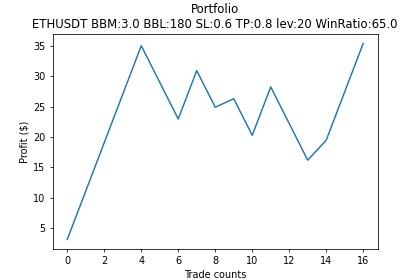 Portfolio
ETHUSDT BBM:3.0 BBL:180 SL:0.6 TP:0.8 lev:20 WinRatio:65.0
35
30
25
20
15
10
5
Profit ($)
0 2 4 6 8 10 12 14 16
Trade counts